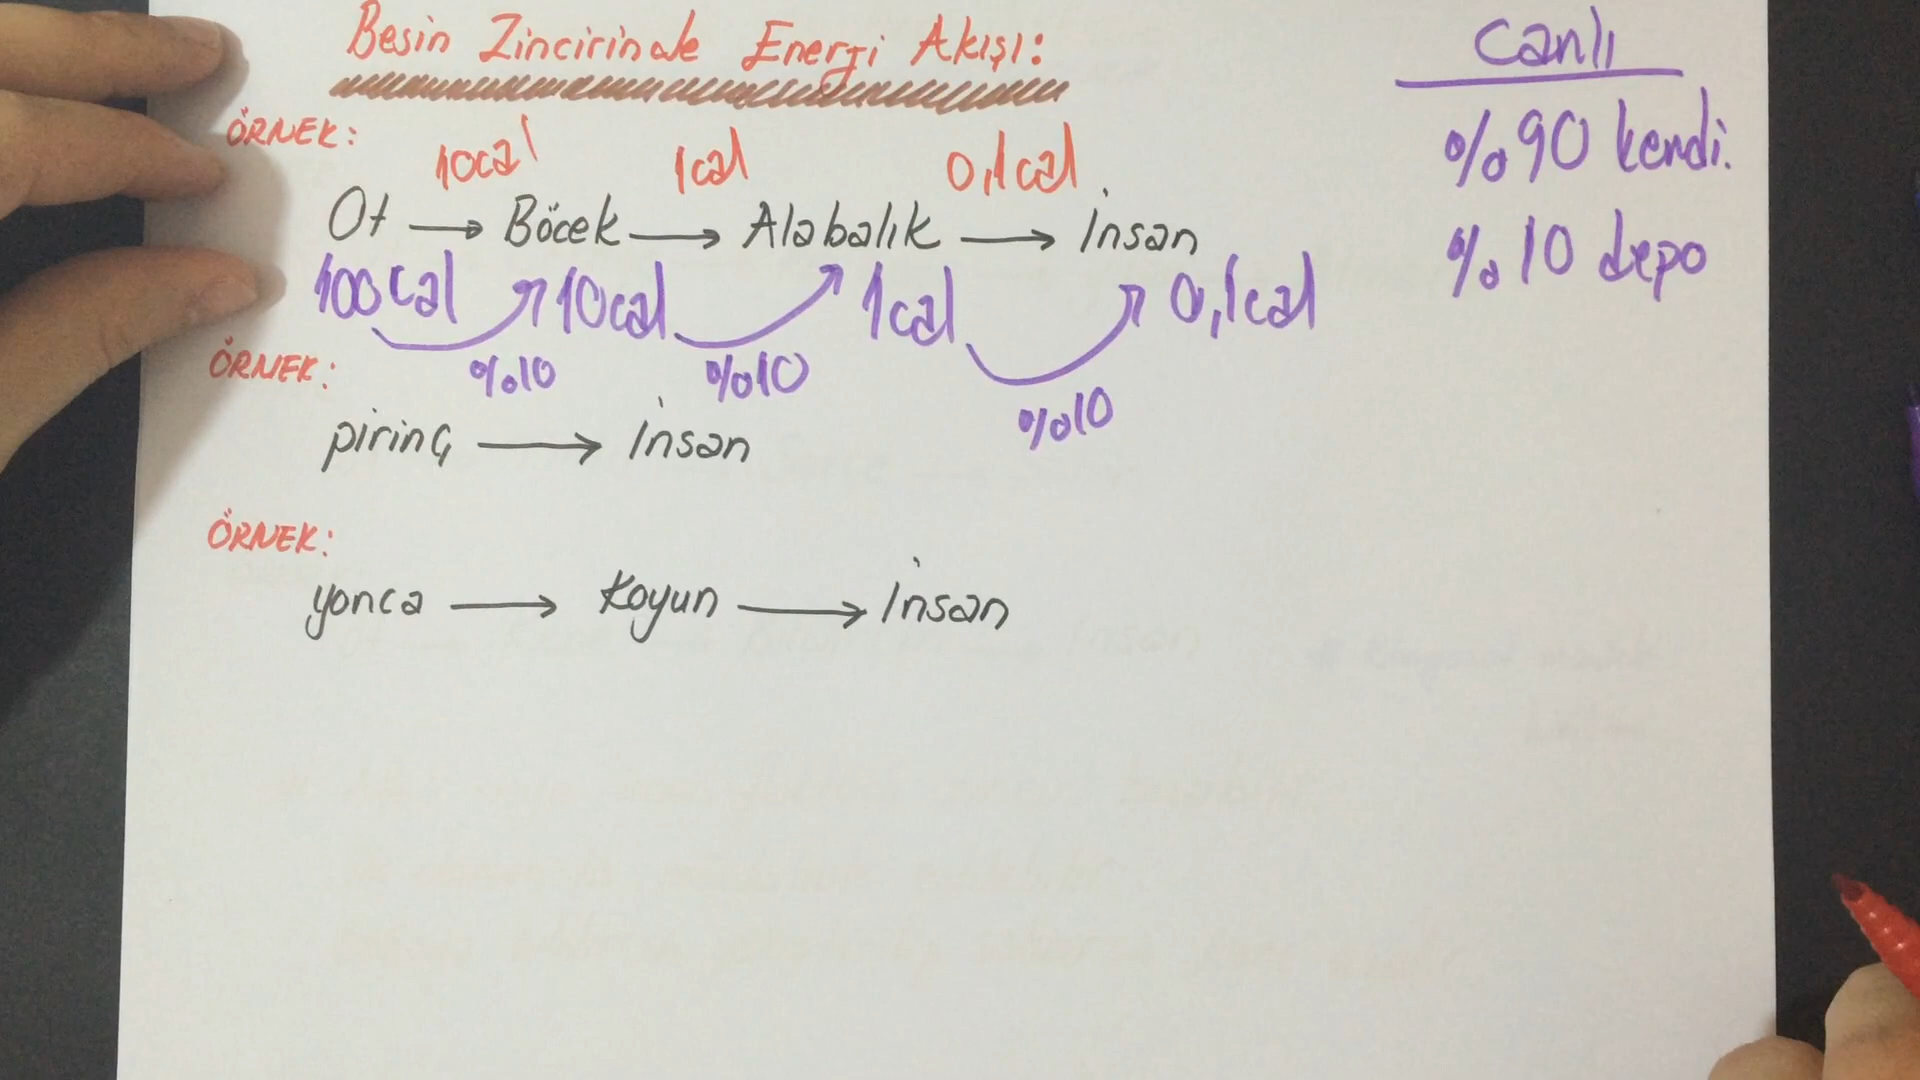 Besin Zincirinde Energi Akışı:
Canlı
%90 kendi.
%10 depo
ÖRNEK:
10cal 1cal 0,1cal
Ot → Böcek → Alabalık → İnsan
100cal 10cal 1cal 0,1cal
%10 %10 %10
ÖRNEK:
pirinç → İnsan
ÖRNEK:
yonca → Koyun → İnsan